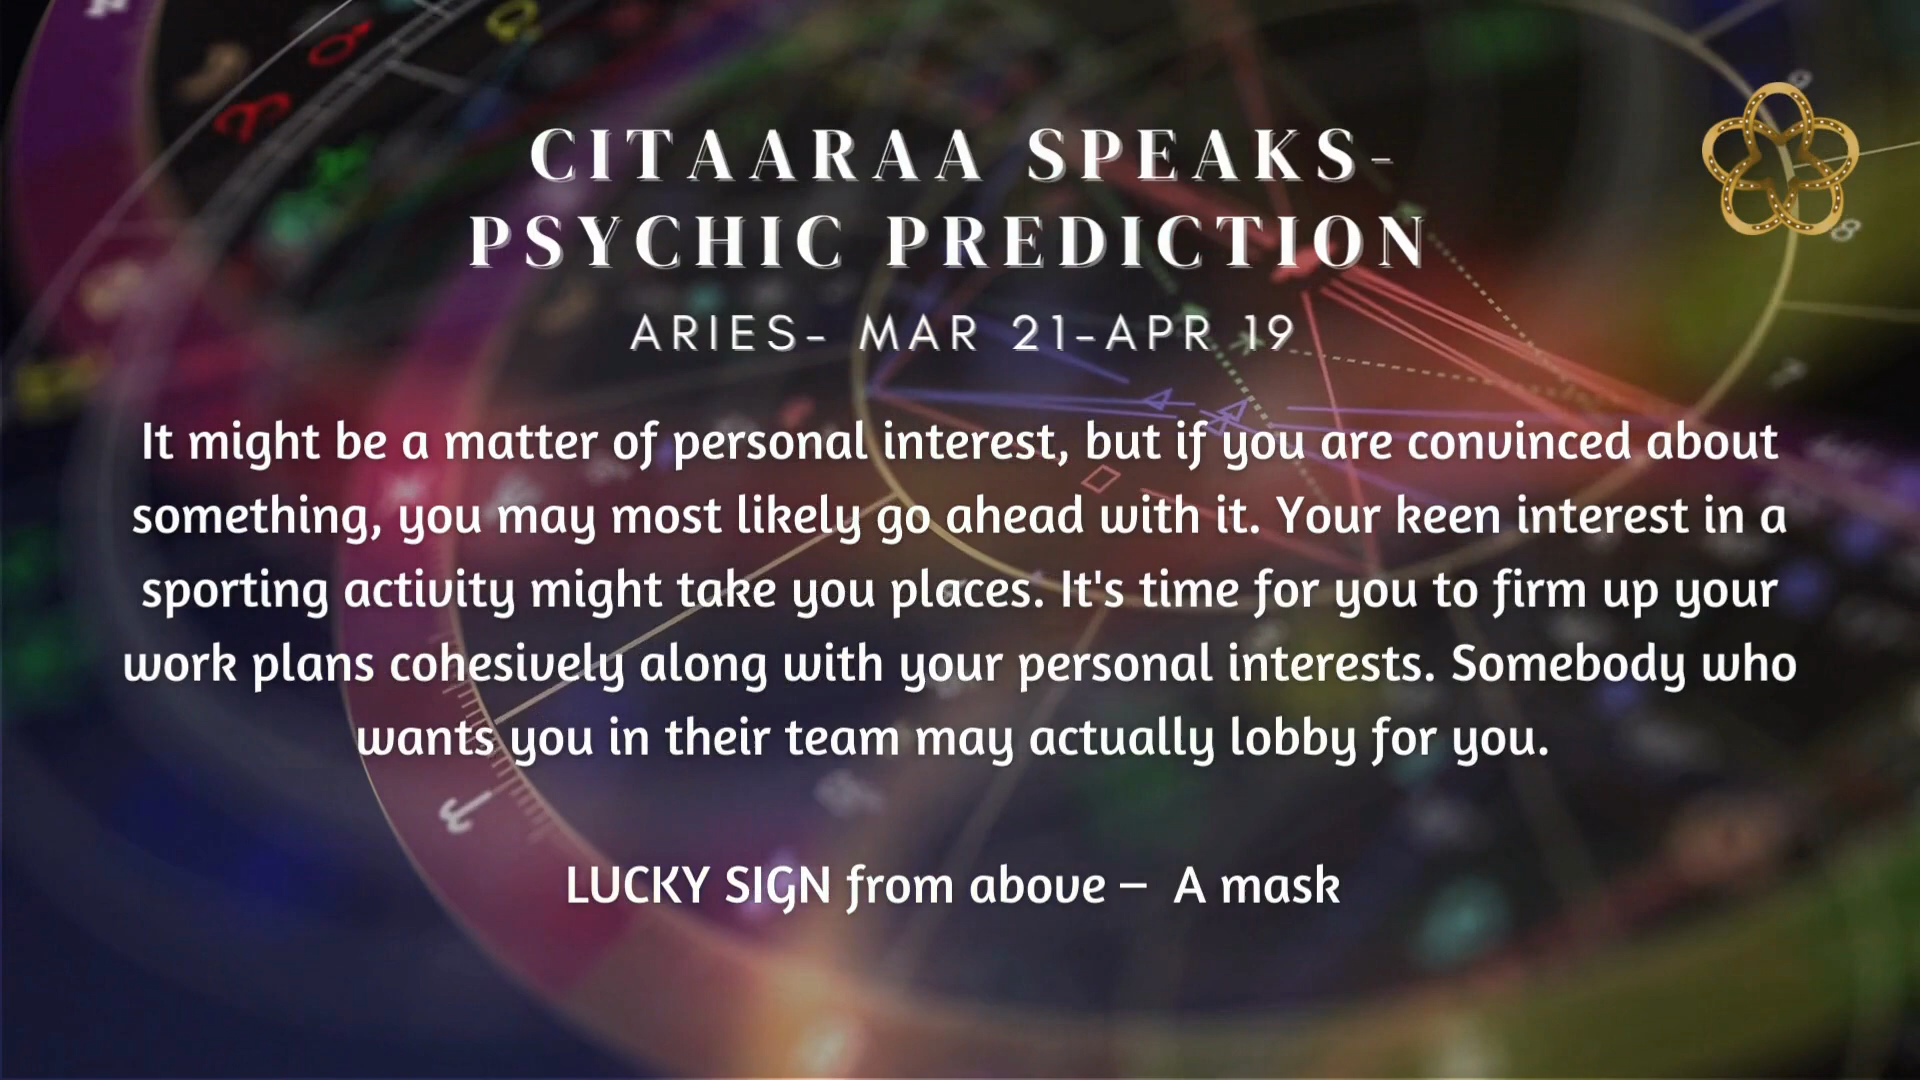 CITAARAA SPEAKS-
PSYCHIC PREDICTION
ARIES- MAR 21-APR 19
It might be a matter of personal interest, but if you are convinced about
something, you may most likely go ahead with it. Your keen interest in a
sporting activity might take you places. It's time for you to firm up your
work plans cohesively along with your personal interests. Somebody who
wants you in their team may actually lobby for you.
LUCKY SIGN from above – A mask
9
8
7